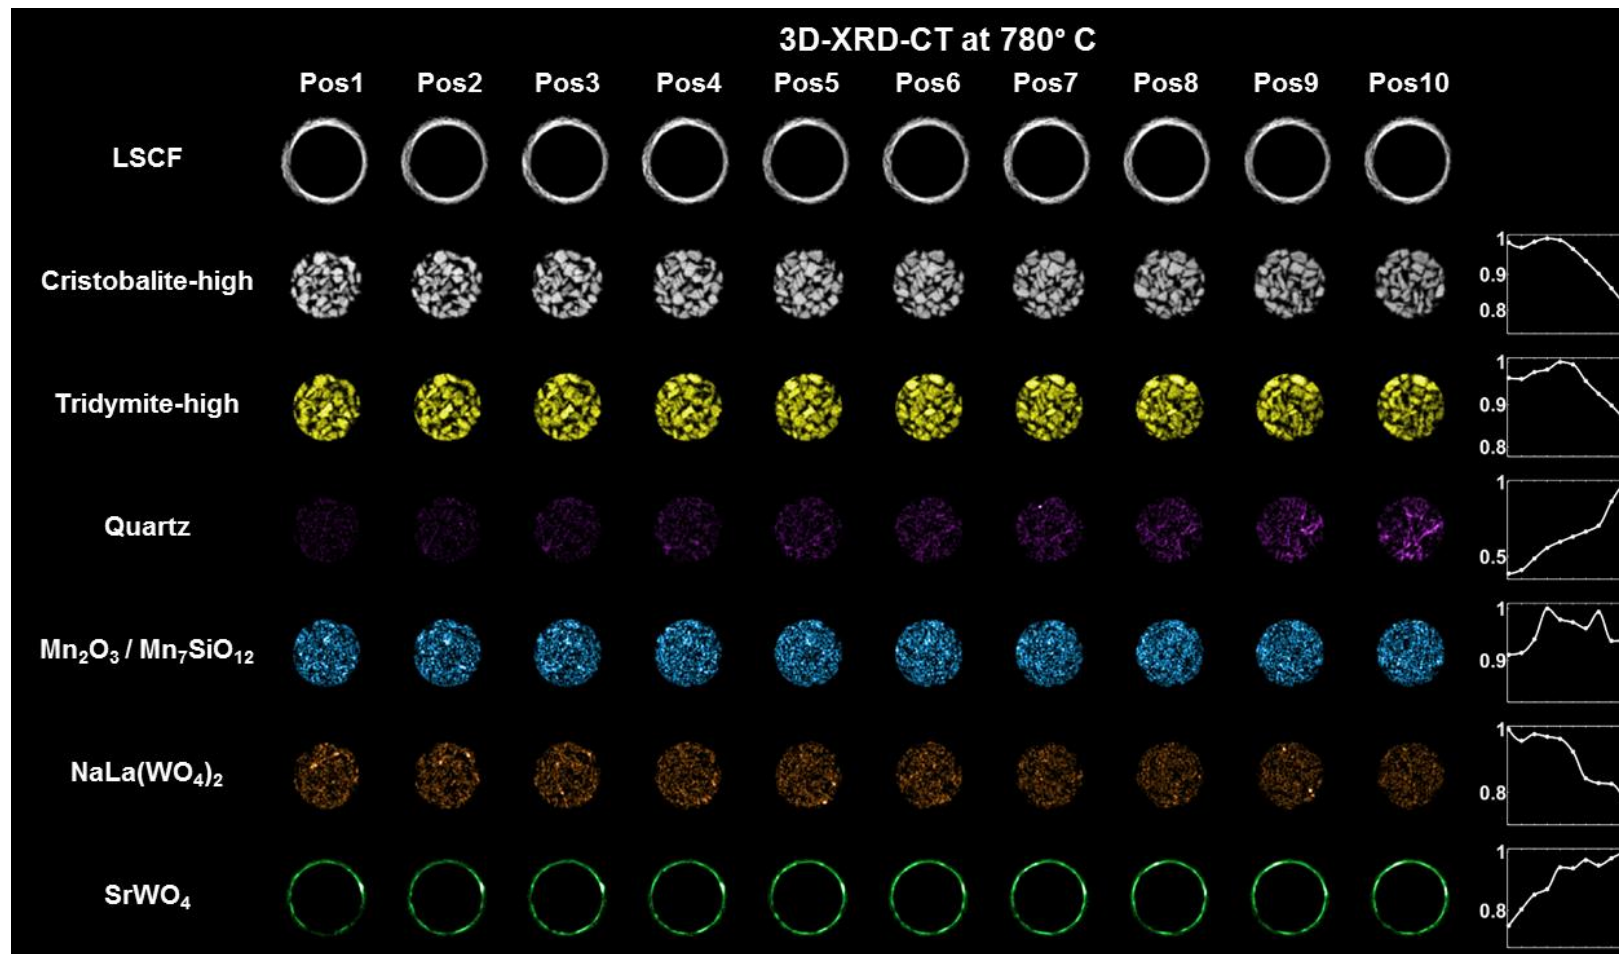 3D-XRD-CT at 780° C
Pos1 Pos2 Pos3 Pos4 Pos5 Pos6 Pos7 Pos8 Pos9 Pos10
LSCF
Cristobalite-high
1
0.9
0.8
Tridymite-high
1
0.9
0.8
Quartz
1
0.5
Mn₂O₃ / Mn₇SiO₁₂
1
0.9
NaLa(WO₄)₂
1
0.8
SrWO₄
1
0.8